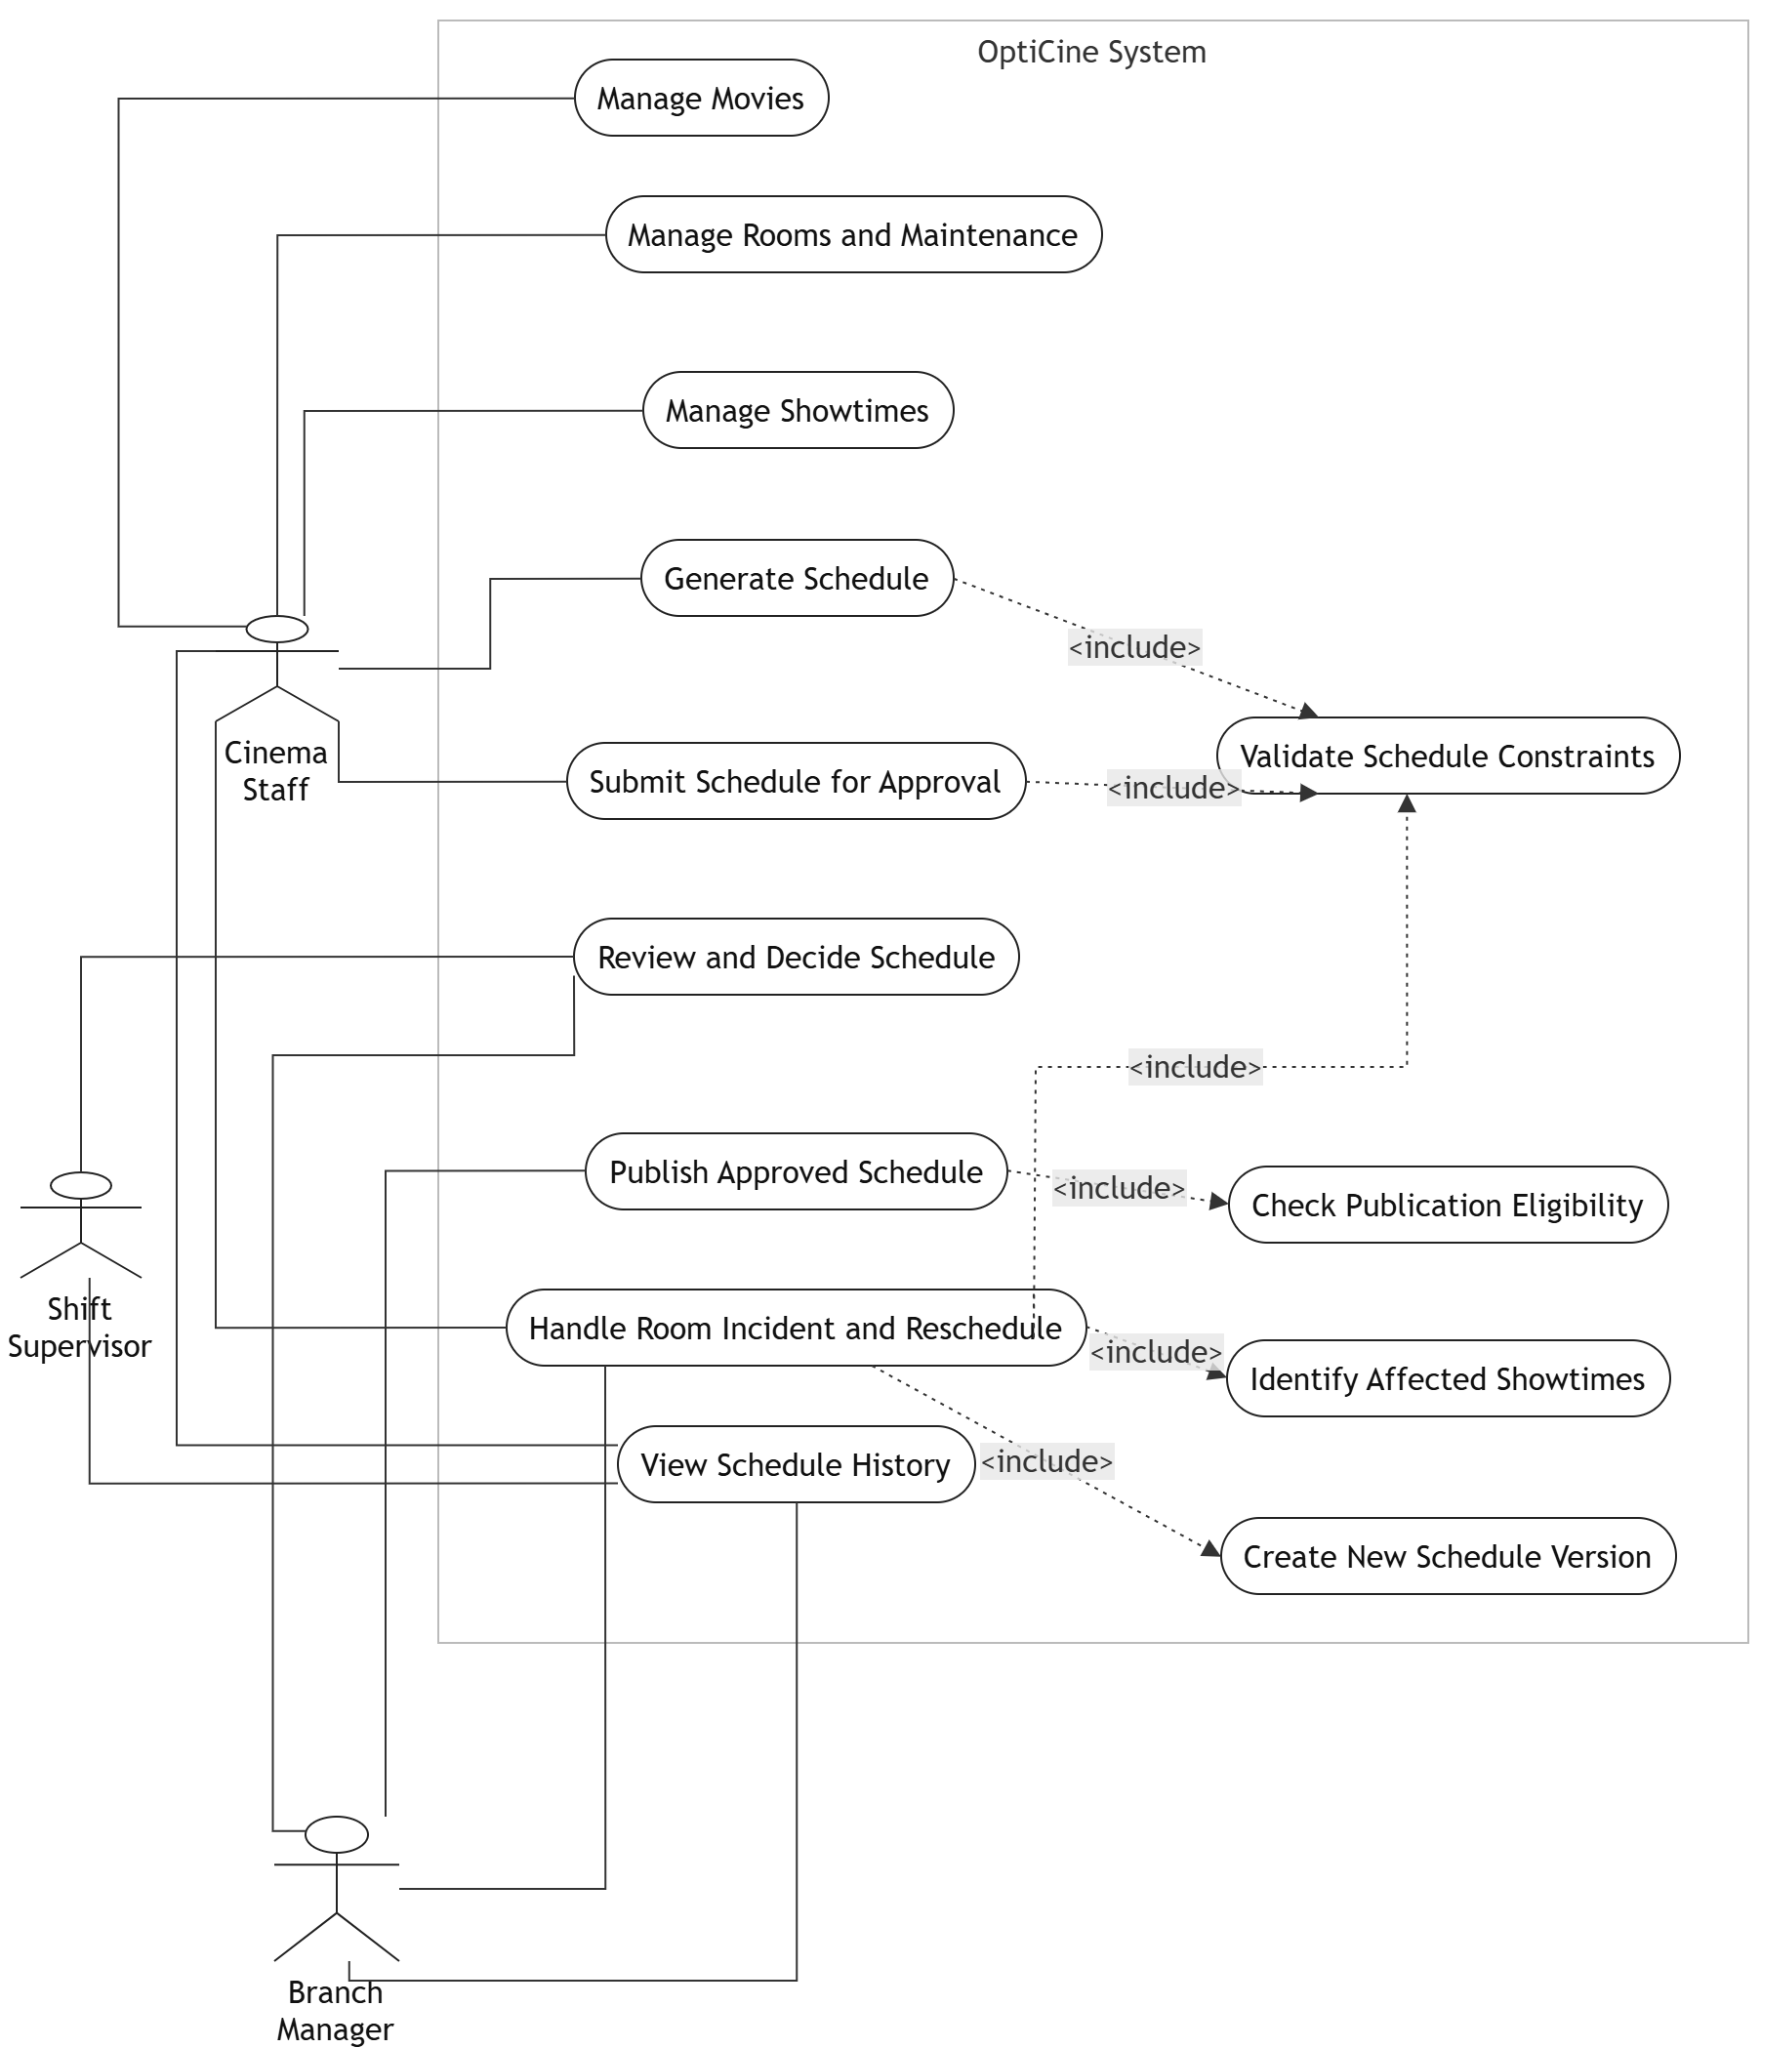 OptiCine System
Manage Movies
Manage Rooms and Maintenance
Manage Showtimes
Generate Schedule
<include>
Cinema
Staff
Submit Schedule for Approval
<include>
Validate Schedule Constraints
Review and Decide Schedule
<include>
Publish Approved Schedule
<include>
Check Publication Eligibility
Shift
Supervisor
Handle Room Incident and Reschedule
<include>
Identify Affected Showtimes
View Schedule History
<include>
Create New Schedule Version
Branch
Manager